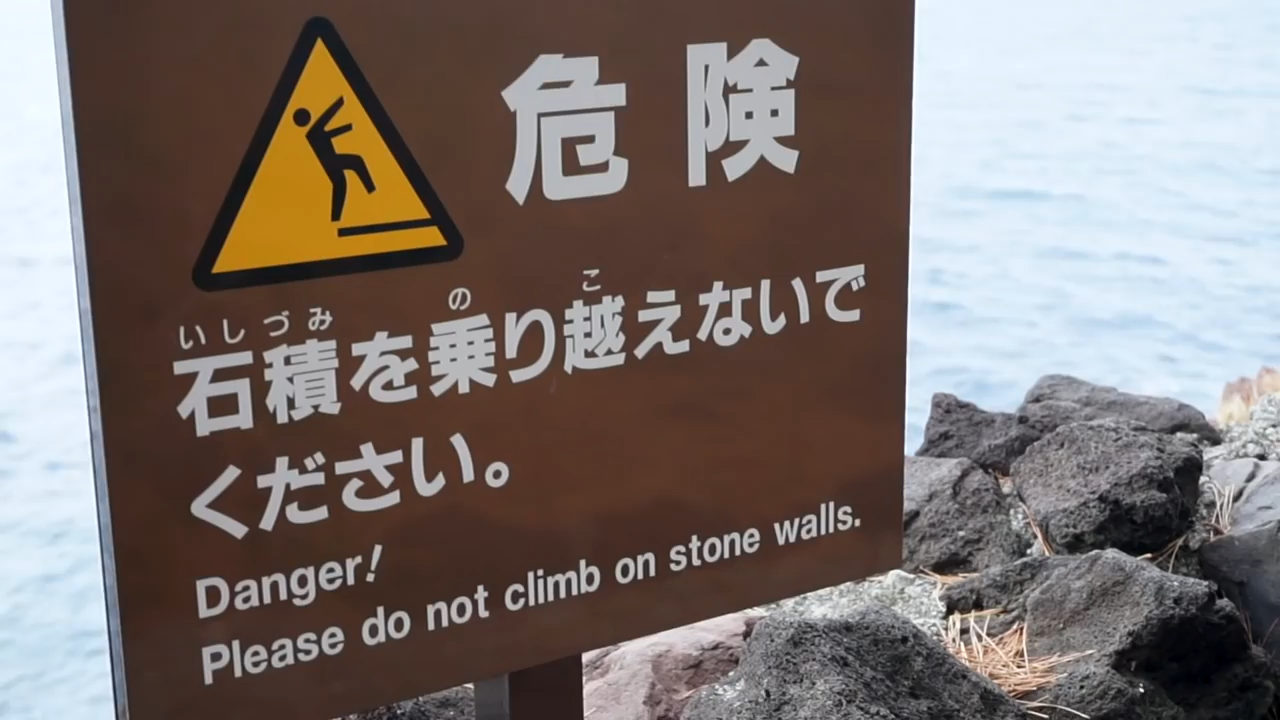 危険
いしづみ の こ
石積を乗り越えないで
ください。
Danger!
Please do not climb on stone walls.